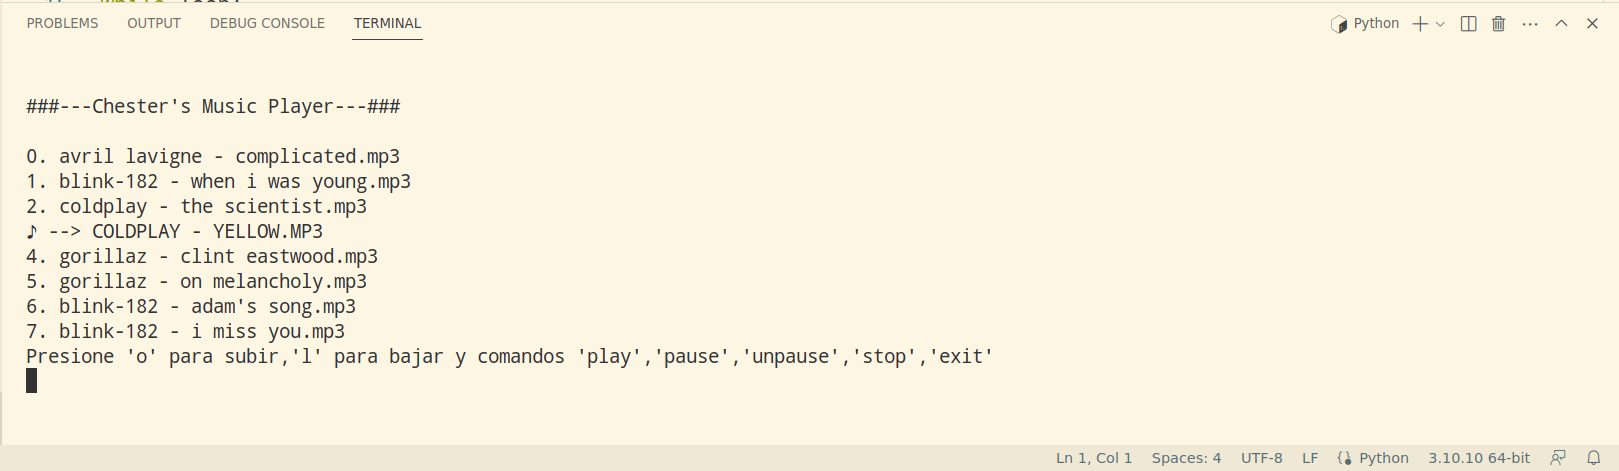 PROBLEMS OUTPUT DEBUG CONSOLE TERMINAL Python
###---Chester's Music Player---###
0. avril lavigne - complicated.mp3
1. blink-182 - when i was young.mp3
2. coldplay - the scientist.mp3
♪ --> COLDPLAY - YELLOW.MP3
4. gorillaz - clint eastwood.mp3
5. gorillaz - on melancholy.mp3
6. blink-182 - adam's song.mp3
7. blink-182 - i miss you.mp3
Presione 'o' para subir,'l' para bajar y comandos 'play','pause','unpause','stop','exit'
Ln 1, Col 1 Spaces: 4 UTF-8 LF Python 3.10.10 64-bit